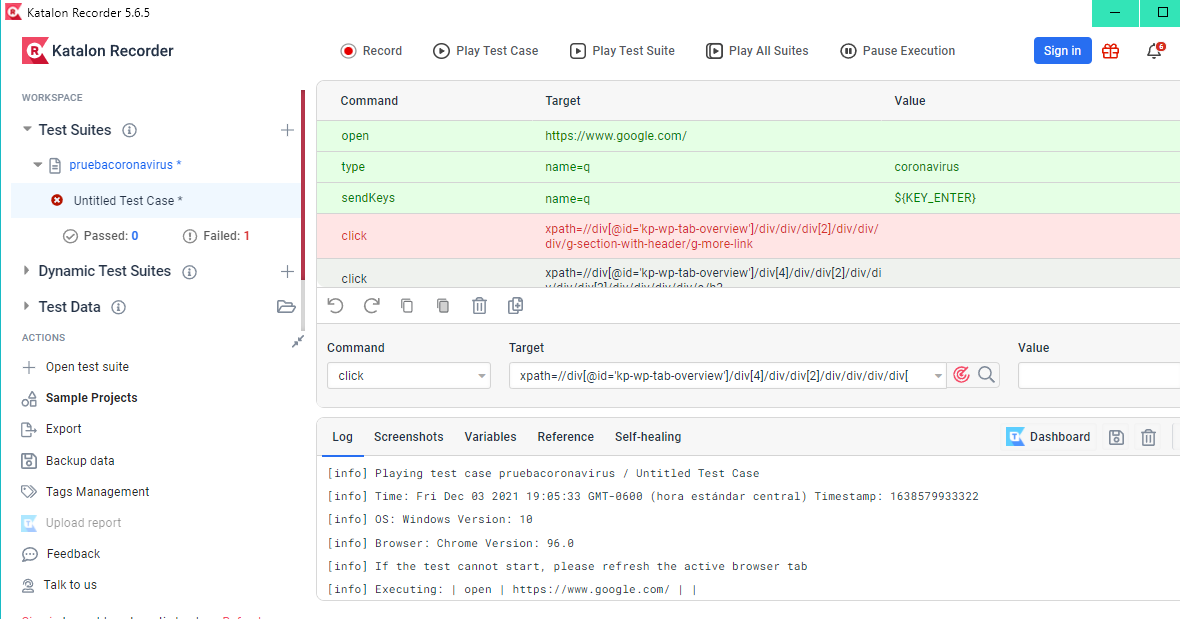 Katalon Recorder 5.6.5
Katalon Recorder
Record
Play Test Case
Play Test Suite
Play All Suites
Pause Execution
Sign in
6
WORKSPACE
Test Suites
pruebacoronavirus *
Untitled Test Case *
Passed: 0
Failed: 1
Dynamic Test Suites
Test Data
ACTIONS
Open test suite
Sample Projects
Export
Backup data
Tags Management
Upload report
Feedback
Talk to us
Command Target Value
open https://www.google.com/
type name=q coronavirus
sendKeys name=q ${KEY_ENTER}
click xpath=//div[@id='kp-wp-tab-overview']/div/div/div[2]/div/div/
div/g-section-with-header/g-more-link
click xpath=//div[@id='kp-wp-tab-overview']/div[4]/div/div[2]/div/di
Command Target Value
click xpath=//div[@id='kp-wp-tab-overview']/div[4]/div/div[2]/div/div/div/div[
Log Screenshots Variables Reference Self-healing Dashboard
[info] Playing test case pruebacoronavirus / Untitled Test Case
[info] Time: Fri Dec 03 2021 19:05:33 GMT-0600 (hora estándar central) Timestamp: 1638579933322
[info] OS: Windows Version: 10
[info] Browser: Chrome Version: 96.0
[info] If the test cannot start, please refresh the active browser tab
[info] Executing: | open | https://www.google.com/ | |